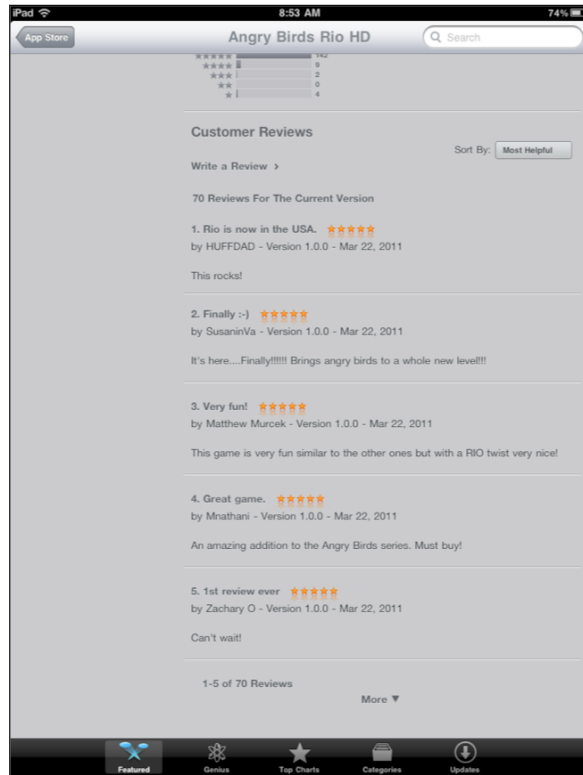 iPad 8:53 AM 74%
App Store Angry Birds Rio HD Search
142
9
2
0
4
Customer Reviews
Sort By: Most Helpful
Write a Review >
70 Reviews For The Current Version
1. Rio is now in the USA.
by HUFFDAD - Version 1.0.0 - Mar 22, 2011
This rocks!
2. Finally :-)
by SusaninVa - Version 1.0.0 - Mar 22, 2011
It's here....Finally!!!!!! Brings angry birds to a whole new level!!!
3. Very fun!
by Matthew Murcek - Version 1.0.0 - Mar 22, 2011
This game is very fun similar to the other ones but with a RIO twist very nice!
4. Great game.
by Mnathani - Version 1.0.0 - Mar 22, 2011
An amazing addition to the Angry Birds series. Must buy!
5. 1st review ever
by Zachary O - Version 1.0.0 - Mar 22, 2011
Can't wait!
1-5 of 70 Reviews
More ▼
Featured Genius Top Charts Categories Updates